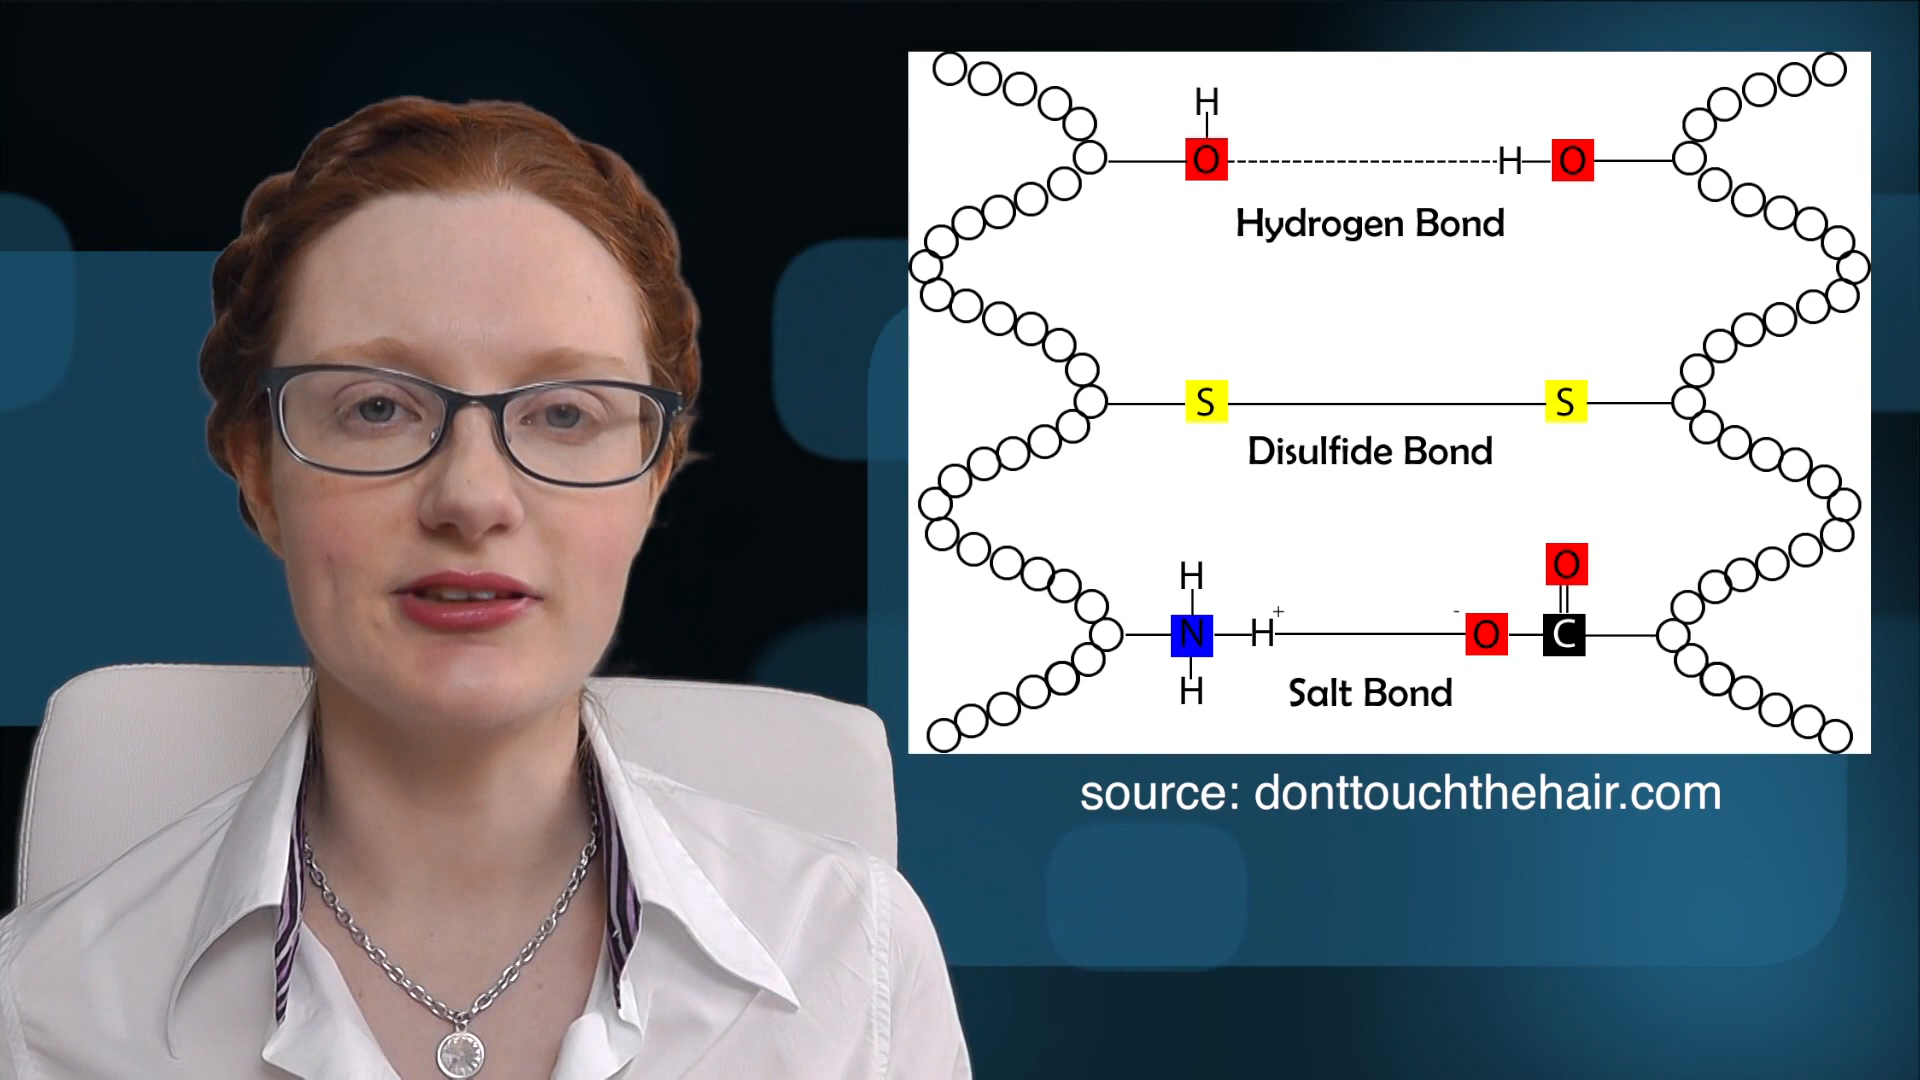 H
O H O
Hydrogen Bond
S S
Disulfide Bond
O
H
N H+ -O C
H
Salt Bond
source: donttouchthehair.com